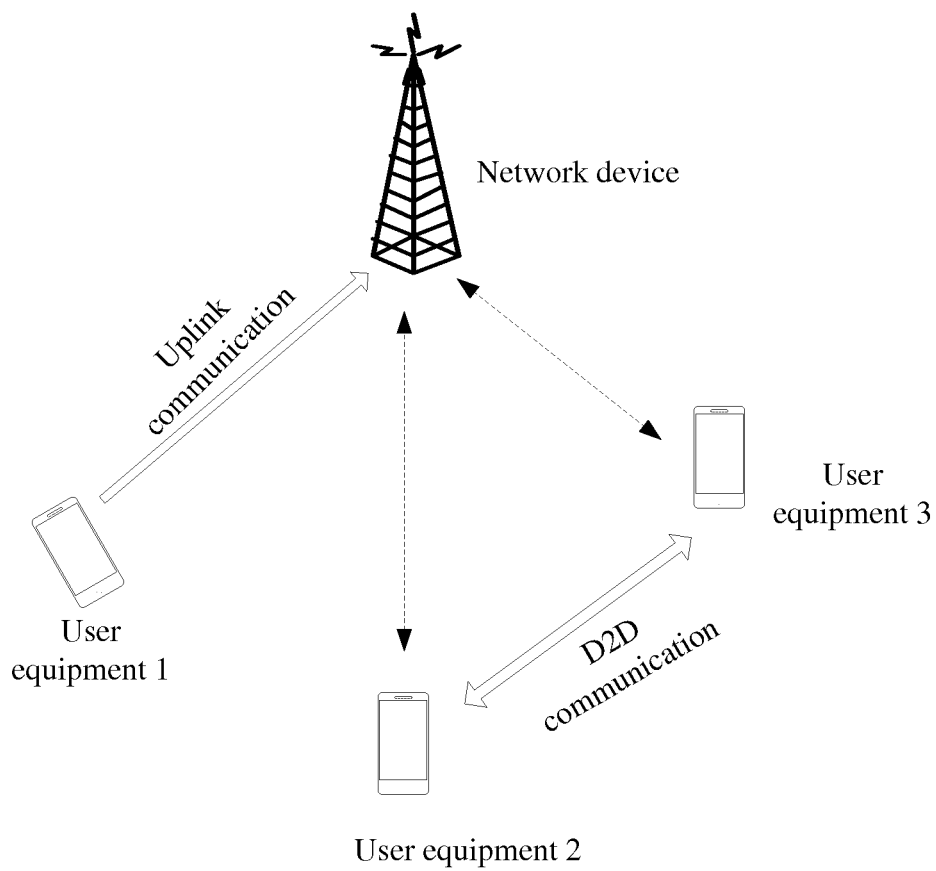 Network device
Uplink
communication
User
equipment 3
User
equipment 1
D2D
communication
User equipment 2